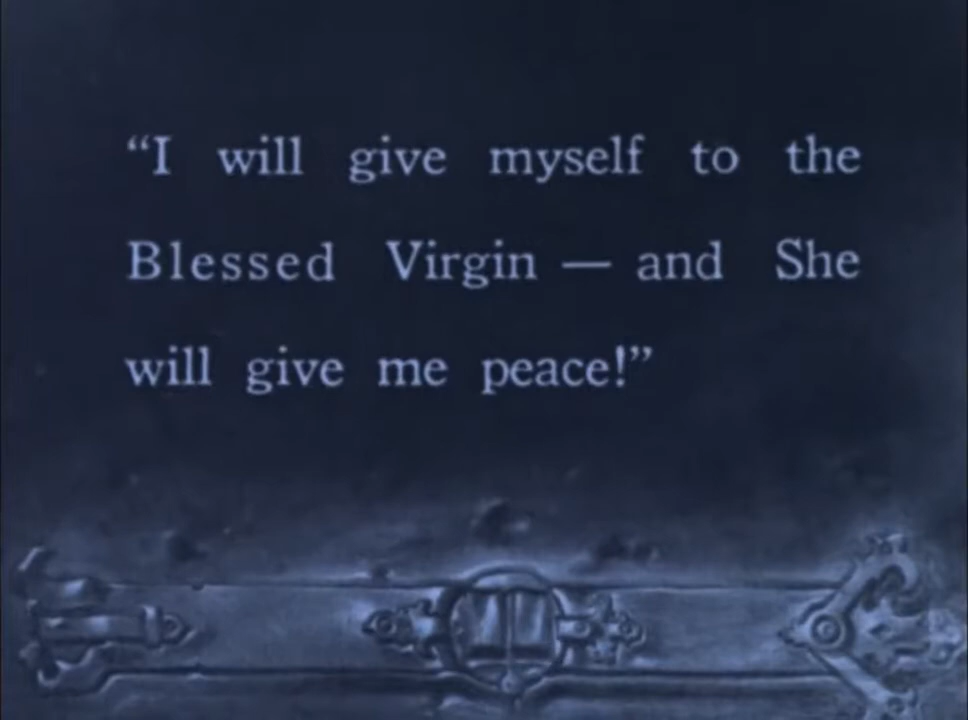 “I will give myself to the
Blessed Virgin — and She
will give me peace!”